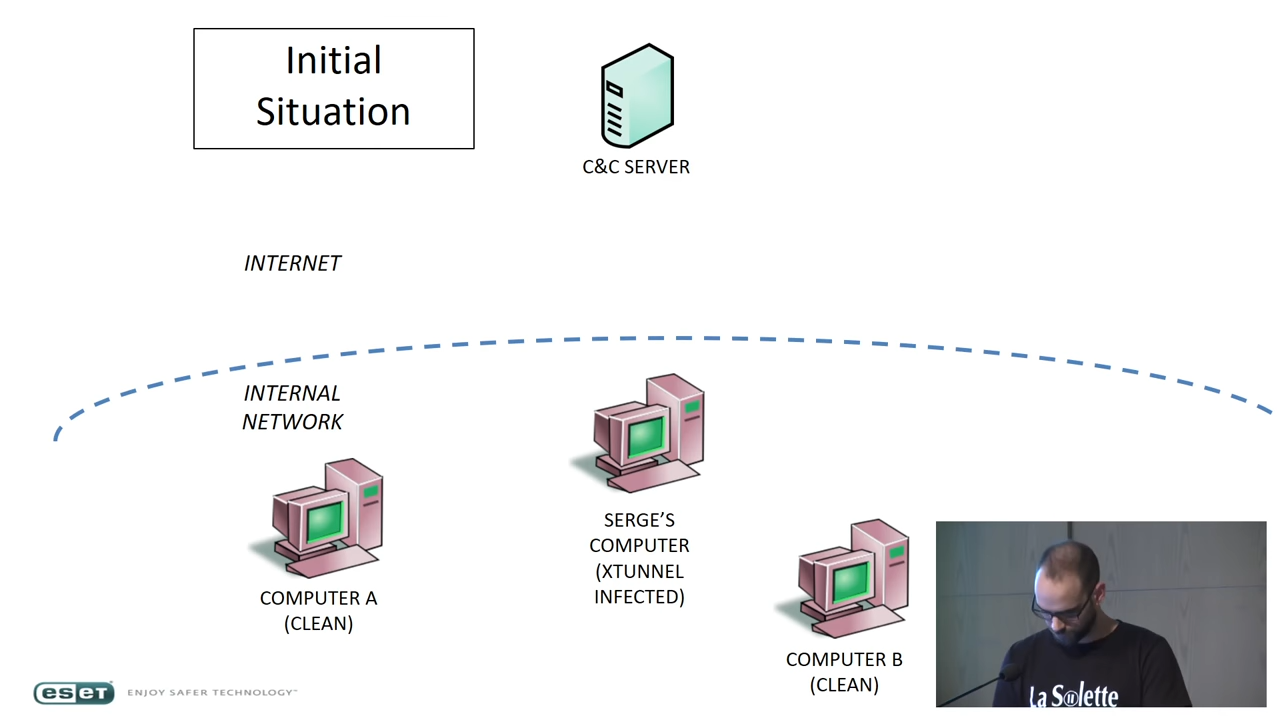 Initial
Situation
C&C SERVER
INTERNET
INTERNAL
NETWORK
SERGE'S
COMPUTER
(XTUNNEL
INFECTED)
COMPUTER A
(CLEAN)
COMPUTER B
(CLEAN)
eset ENJOY SAFER TECHNOLOGY™
La Solette